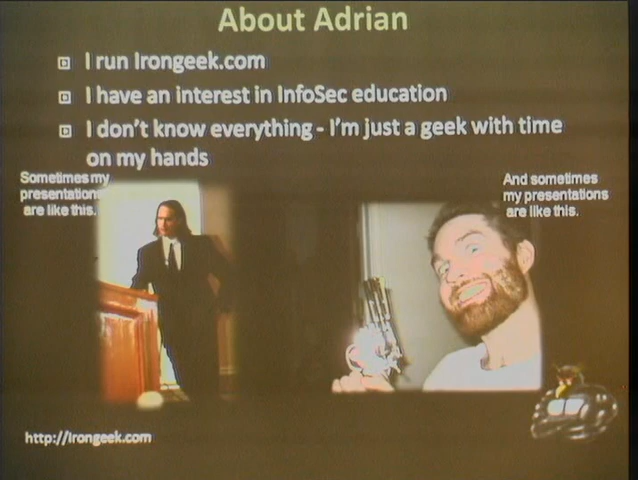 About Adrian
I run Irongeek.com
I have an interest in InfoSec education
I don't know everything - I'm just a geek with time
on my hands
Sometimes my
presentations
are like this.
And sometimes
my presentations
are like this.
http://Irongeek.com